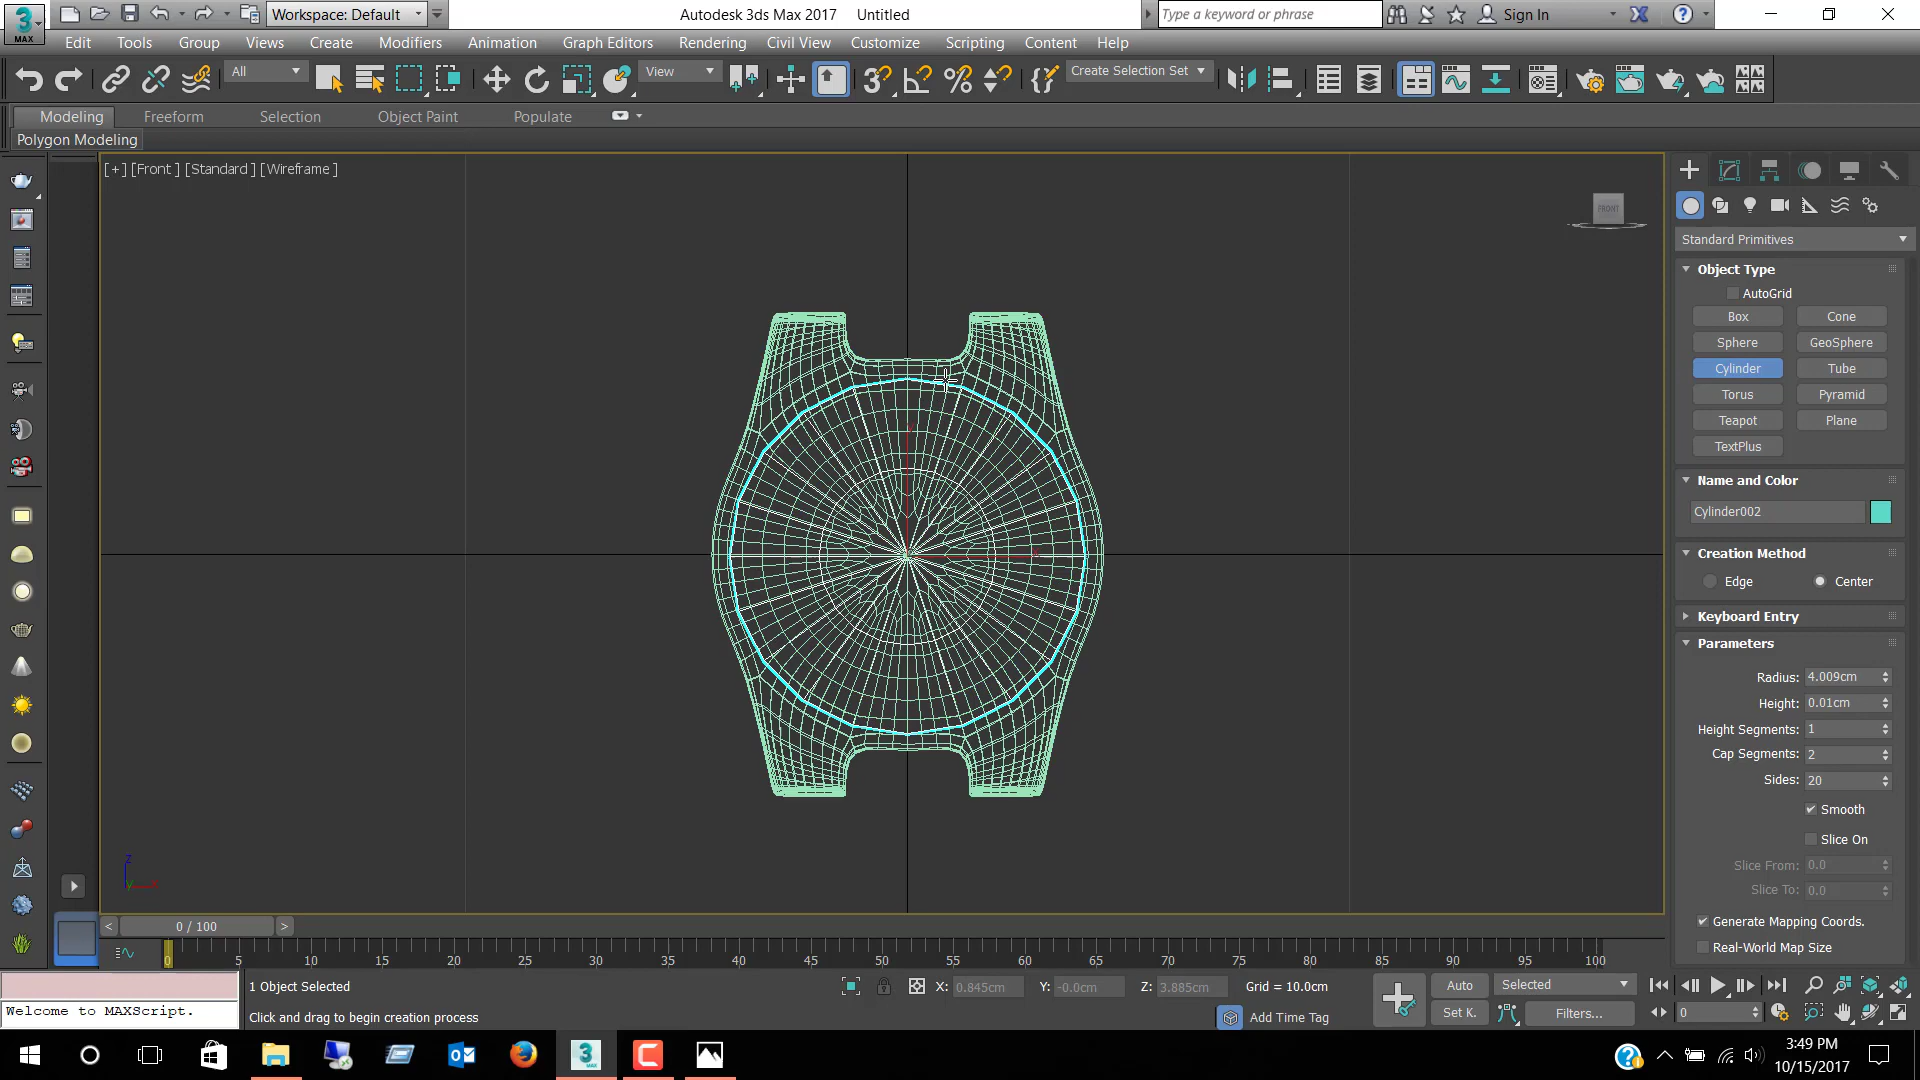 3
MAX
Workspace: Default
Autodesk 3ds Max 2017 Untitled
Type a keyword or phrase
Sign In
Edit Tools Group Views Create Modifiers Animation Graph Editors Rendering Civil View Customize Scripting Content Help
All
View
Create Selection Set
Modeling Freeform Selection Object Paint Populate
Polygon Modeling
[+] [Front ] [Standard ] [Wireframe ]
FRONT
Standard Primitives
Object Type
AutoGrid
Box Cone
Sphere GeoSphere
Cylinder Tube
Torus Pyramid
Teapot Plane
TextPlus
Name and Color
Cylinder002
Creation Method
Edge Center
Keyboard Entry
Parameters
Radius: 4.009cm
Height: 0.01cm
Height Segments: 1
Cap Segments: 2
Sides: 20
Smooth
Slice On
Slice From: 0.0
Slice To: 0.0
Generate Mapping Coords.
Real-World Map Size
0 / 100
0 5 10 15 20 25 30 35 40 45 50 55 60 65 70 75 80 85 90 95 100
1 Object Selected
X: 0.845cm Y: -0.0cm Z: 3.885cm Grid = 10.0cm
Auto Selected
Welcome to MAXScript.
Click and drag to begin creation process
Add Time Tag
Set K. Filters...
0
3:49 PM
10/15/2017